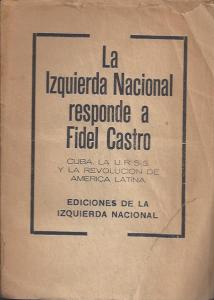 La
Izquierda Nacional
responde a
Fidel Castro
CUBA, LA U.R.S.S.
Y LA REVOLUCION DE
AMERICA LATINA
EDICIONES DE LA
IZQUIERDA NACIONAL